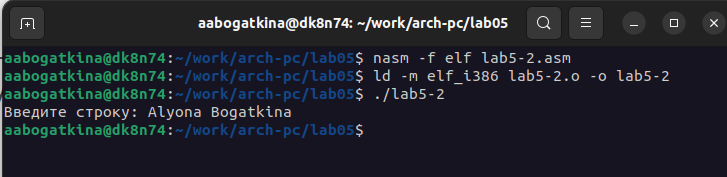 aabogatkina@dk8n74: ~/work/arch-pc/lab05
aabogatkina@dk8n74:~/work/arch-pc/lab05$ nasm -f elf lab5-2.asm
aabogatkina@dk8n74:~/work/arch-pc/lab05$ ld -m elf_i386 lab5-2.o -o lab5-2
aabogatkina@dk8n74:~/work/arch-pc/lab05$ ./lab5-2
Введите строку: Alyona Bogatkina
aabogatkina@dk8n74:~/work/arch-pc/lab05$